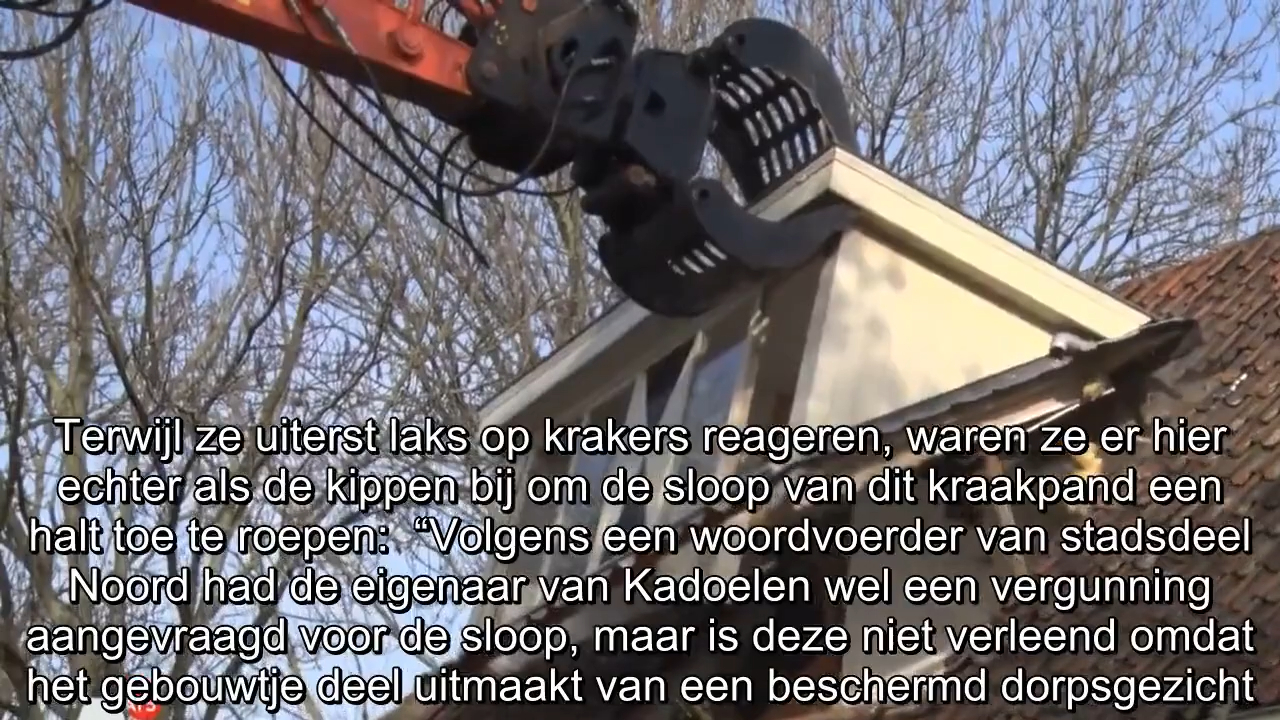 Terwijl ze uiterst laks op krakers reageren, waren ze er hier
echter als de kippen bij om de sloop van dit kraakpand een
halt toe te roepen:  “Volgens een woordvoerder van stadsdeel
Noord had de eigenaar van Kadoelen wel een vergunning
aangevraagd voor de sloop, maar is deze niet verleend omdat
het gebouwtje deel uitmaakt van een beschermd dorpsgezicht